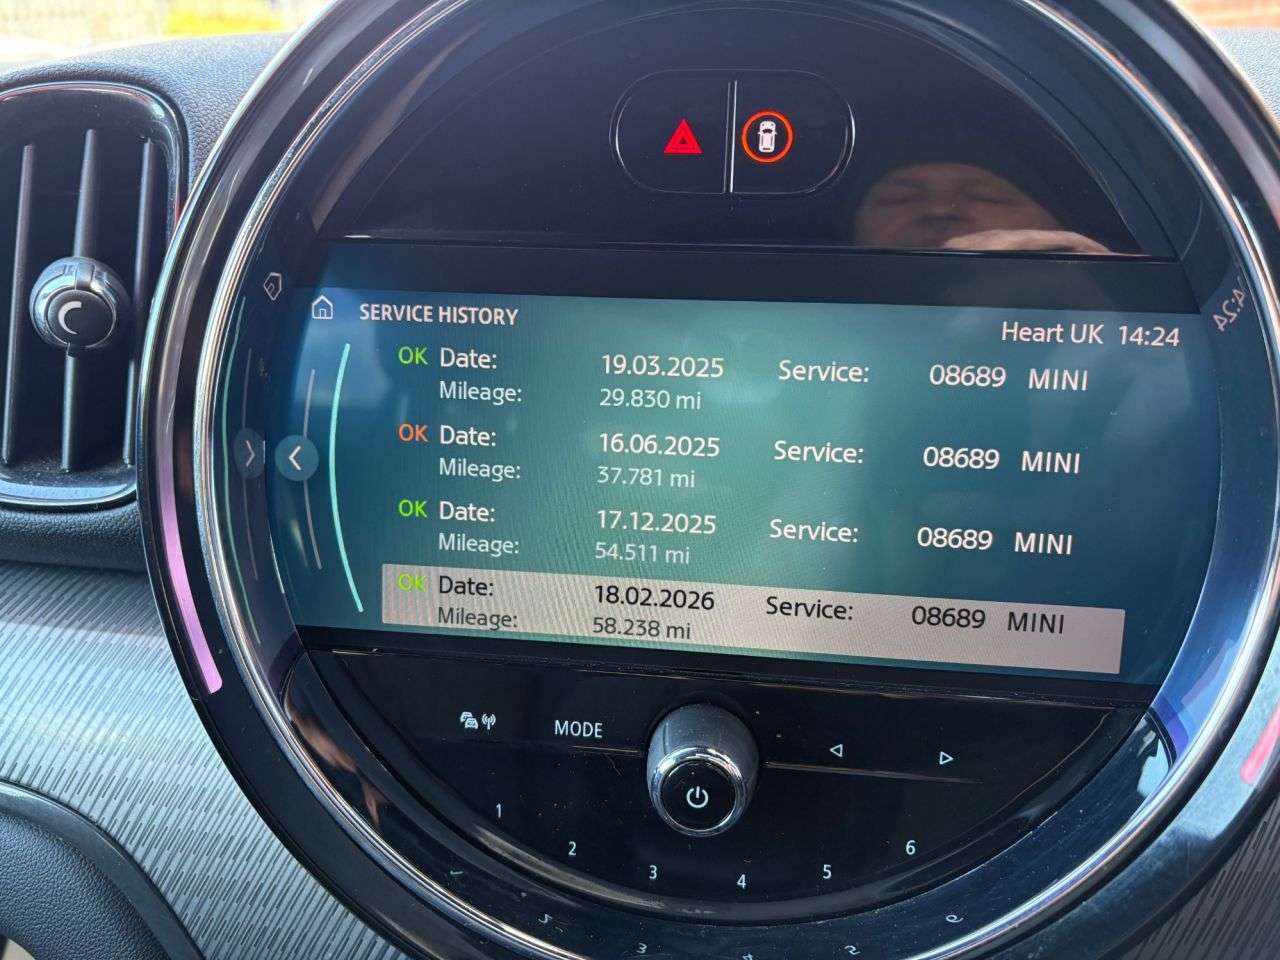 SERVICE HISTORY
Heart UK 14:24
OK Date: 19.03.2025 Service: 08689 MINI
Mileage: 29.830 mi
OK Date: 16.06.2025 Service: 08689 MINI
Mileage: 37.781 mi
OK Date: 17.12.2025 Service: 08689 MINI
Mileage: 54.511 mi
OK Date: 18.02.2026 Service: 08689 MINI
Mileage: 58.238 mi
MODE
1 2 3 4 5 6